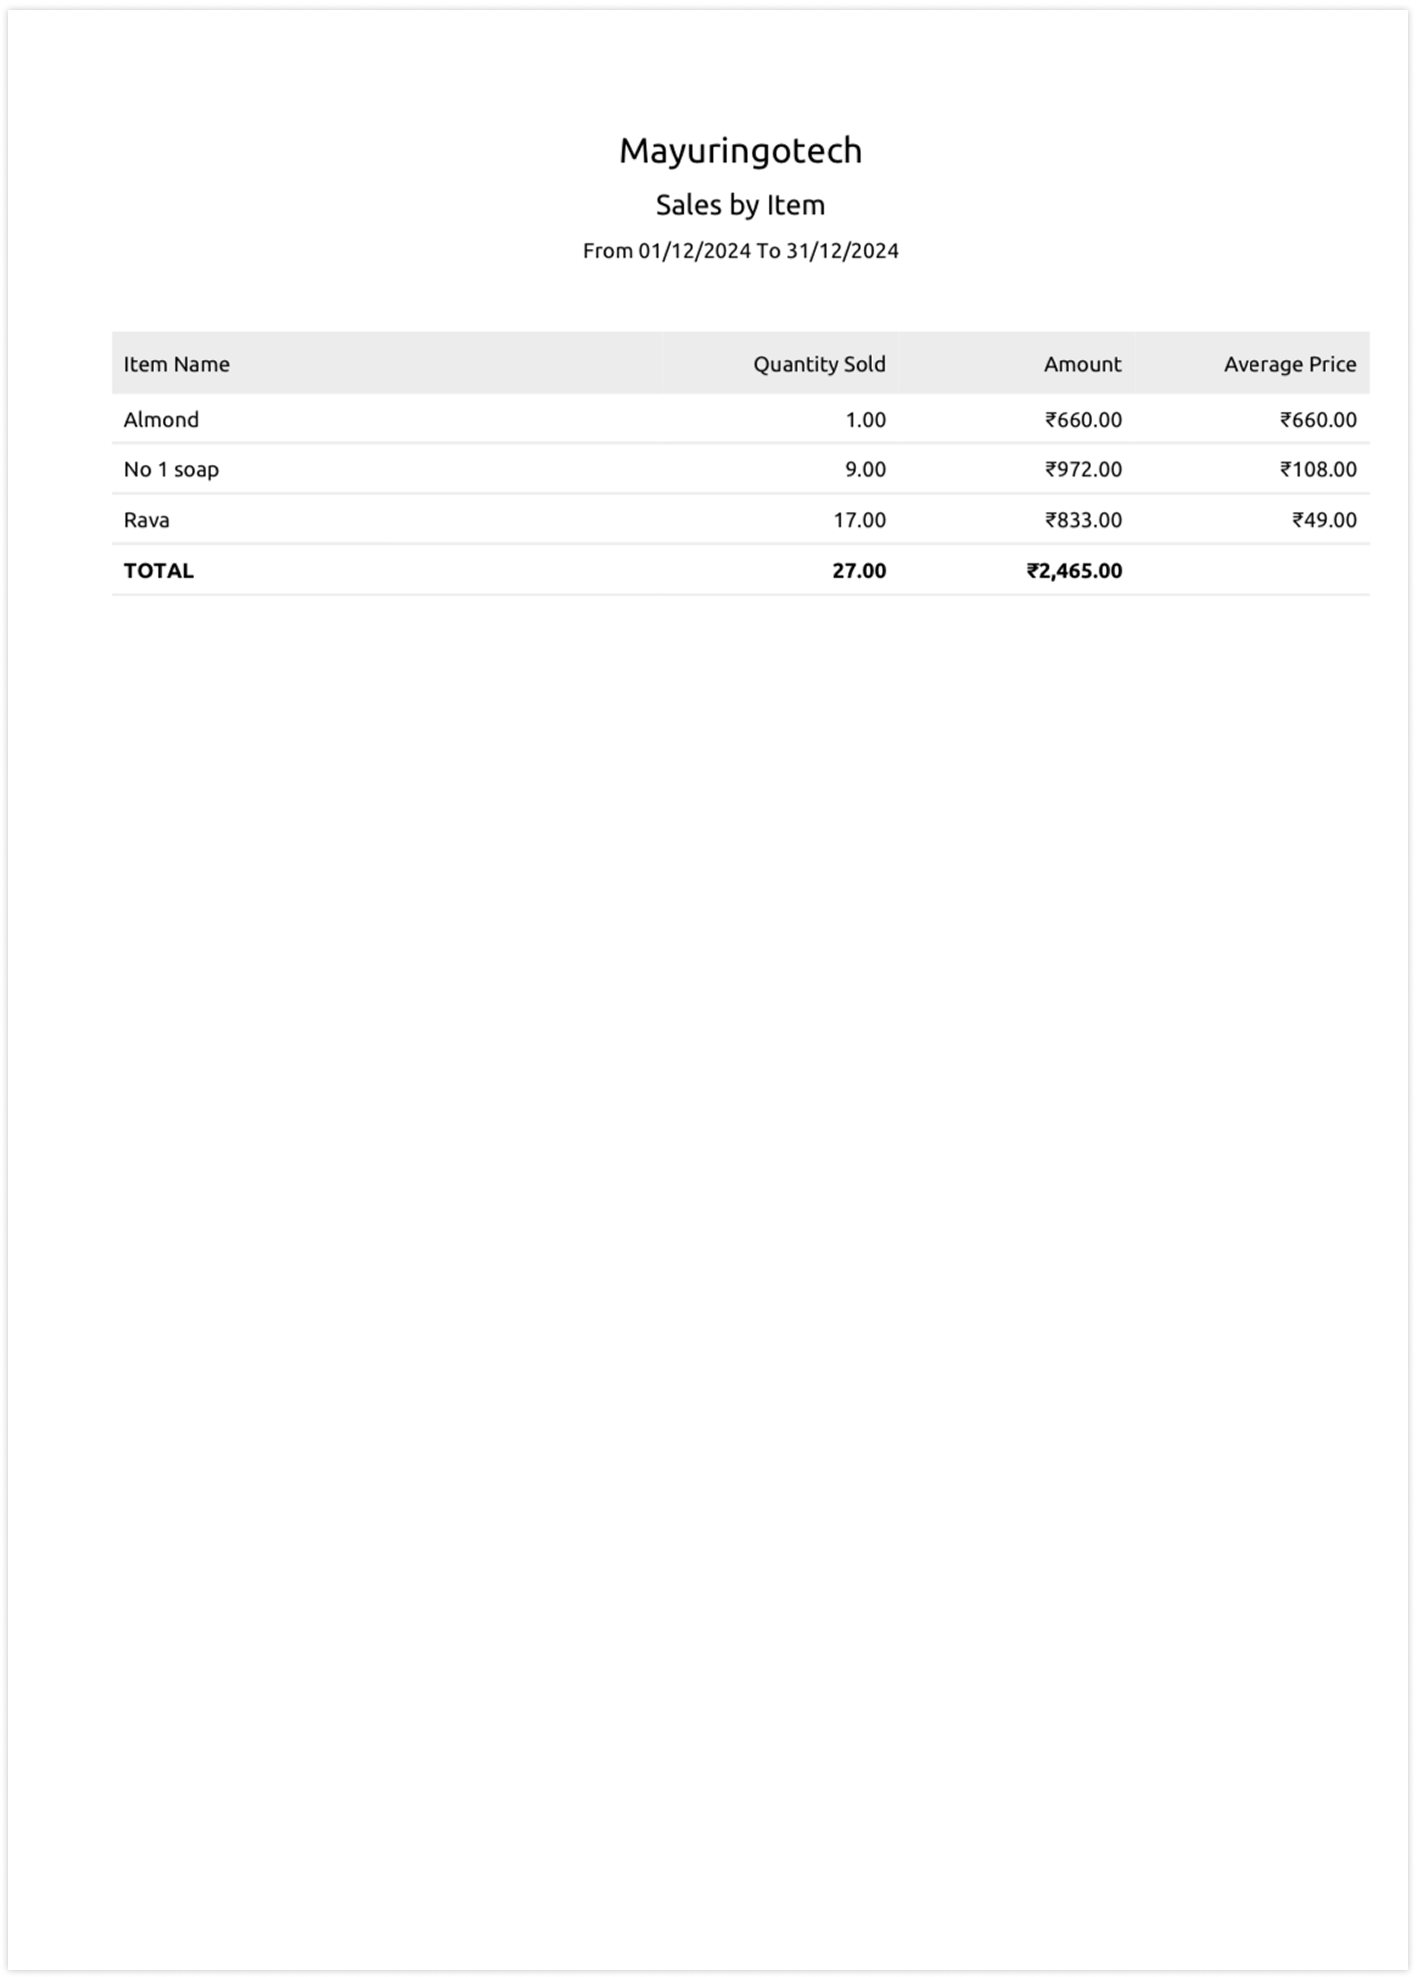 Mayuringotech
Sales by Item
From 01/12/2024 To 31/12/2024
Item Name Quantity Sold Amount Average Price
Almond 1.00 ₹660.00 ₹660.00
No 1 soap 9.00 ₹972.00 ₹108.00
Rava 17.00 ₹833.00 ₹49.00
TOTAL 27.00 ₹2,465.00